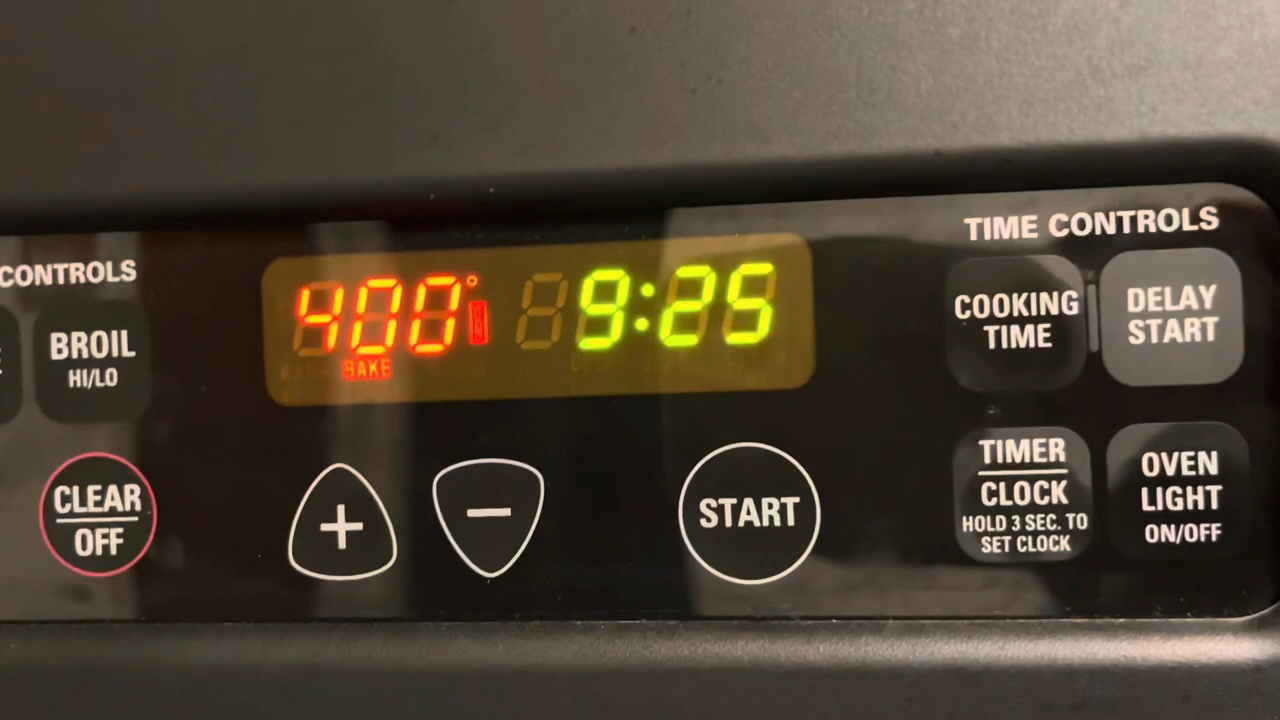 CONTROLS
BROIL
HI/LO
CLEAR
OFF
400°
BAKE
9:25
+
−
START
TIME CONTROLS
COOKING
TIME
DELAY
START
TIMER
CLOCK
HOLD 3 SEC. TO
SET CLOCK
OVEN
LIGHT
ON/OFF